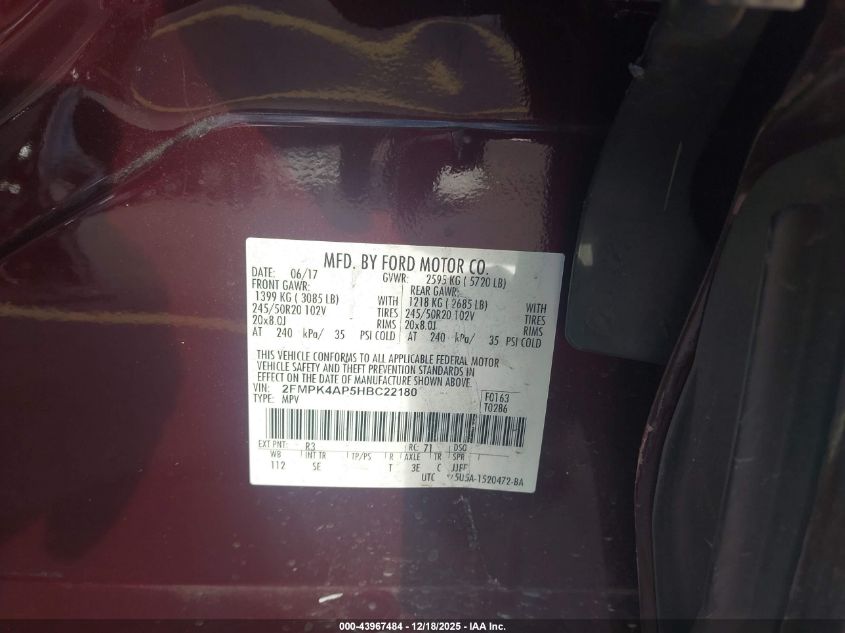 MFD. BY FORD MOTOR CO.
DATE: 06/17 GVWR: 2595 KG ( 5720 LB)
FRONT GAWR: REAR GAWR:
1399 KG ( 3085 LB) WITH 1218 KG ( 2685 LB) WITH
245/50R20 102V TIRES 245/50R20 102V TIRES
20x8.0J RIMS 20x8.0J RIMS
AT 240 kPa/ 35 PSI COLD AT 240 kPa/ 35 PSI COLD
THIS VEHICLE CONFORMS TO ALL APPLICABLE FEDERAL MOTOR
VEHICLE SAFETY AND THEFT PREVENTION STANDARDS IN
EFFECT ON THE DATE OF MANUFACTURE SHOWN ABOVE.
VIN: 2FMPK4AP5HBC22180 F0163
TYPE: MPV T0286
EXT PNT: R3 RC: 71 DSO:
WB INT TR TP/PS R AXLE TR SPR
112 SE T 3E C JJFF
UTC 5U5A-1520472-BA
000-43967484 - 12/18/2025 - IAA Inc.